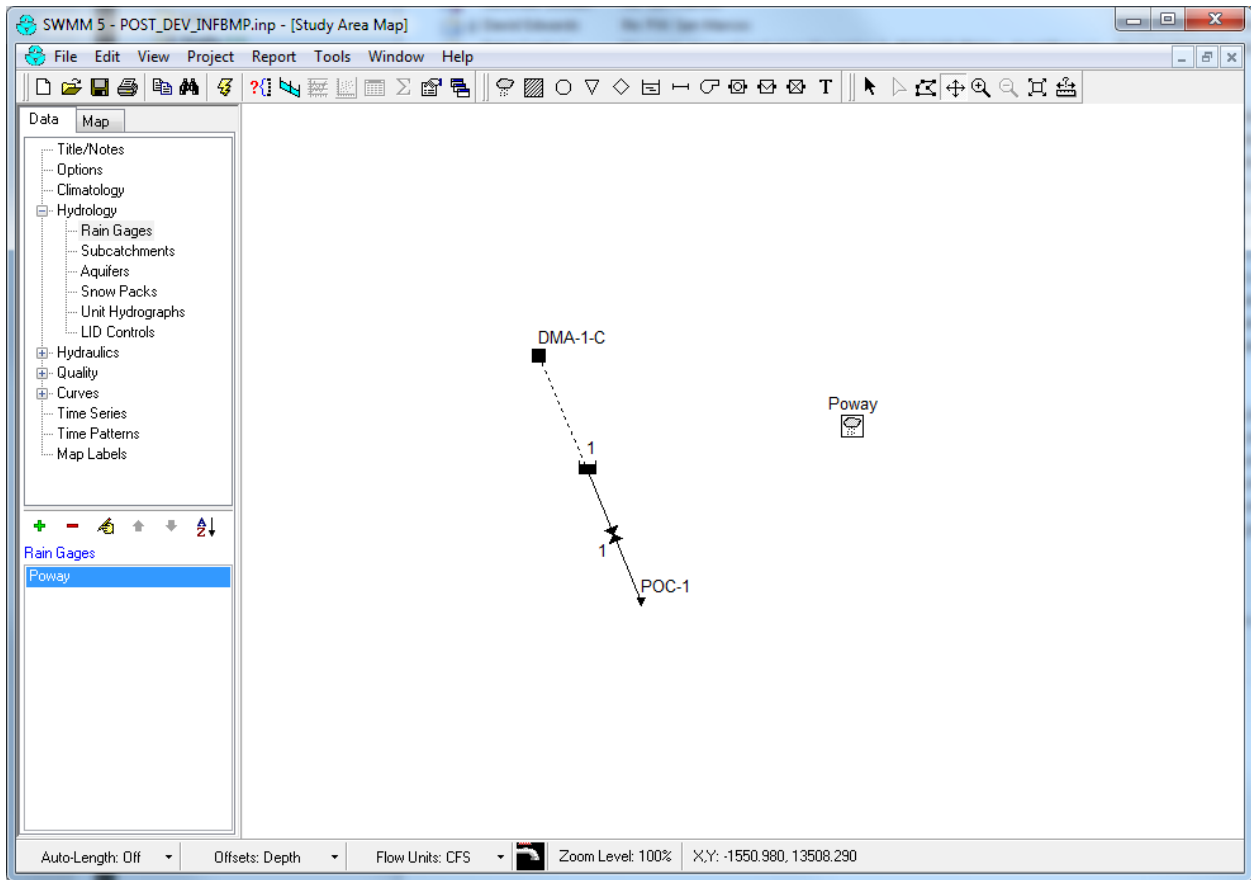 SWMM 5 - POST_DEV_INFBMP.inp - [Study Area Map]
File Edit View Project Report Tools Window Help
?{} Σ T
Data Map
Title/Notes
Options
Climatology
Hydrology
Rain Gages
Subcatchments
Aquifers
Snow Packs
Unit Hydrographs
LID Controls
Hydraulics
Quality
Curves
Time Series
Time Patterns
Map Labels
A
Z
Rain Gages
Poway
DMA-1-C
Poway
1
1
POC-1
Auto-Length: Off Offsets: Depth Flow Units: CFS Zoom Level: 100% X,Y: -1550.980, 13508.290